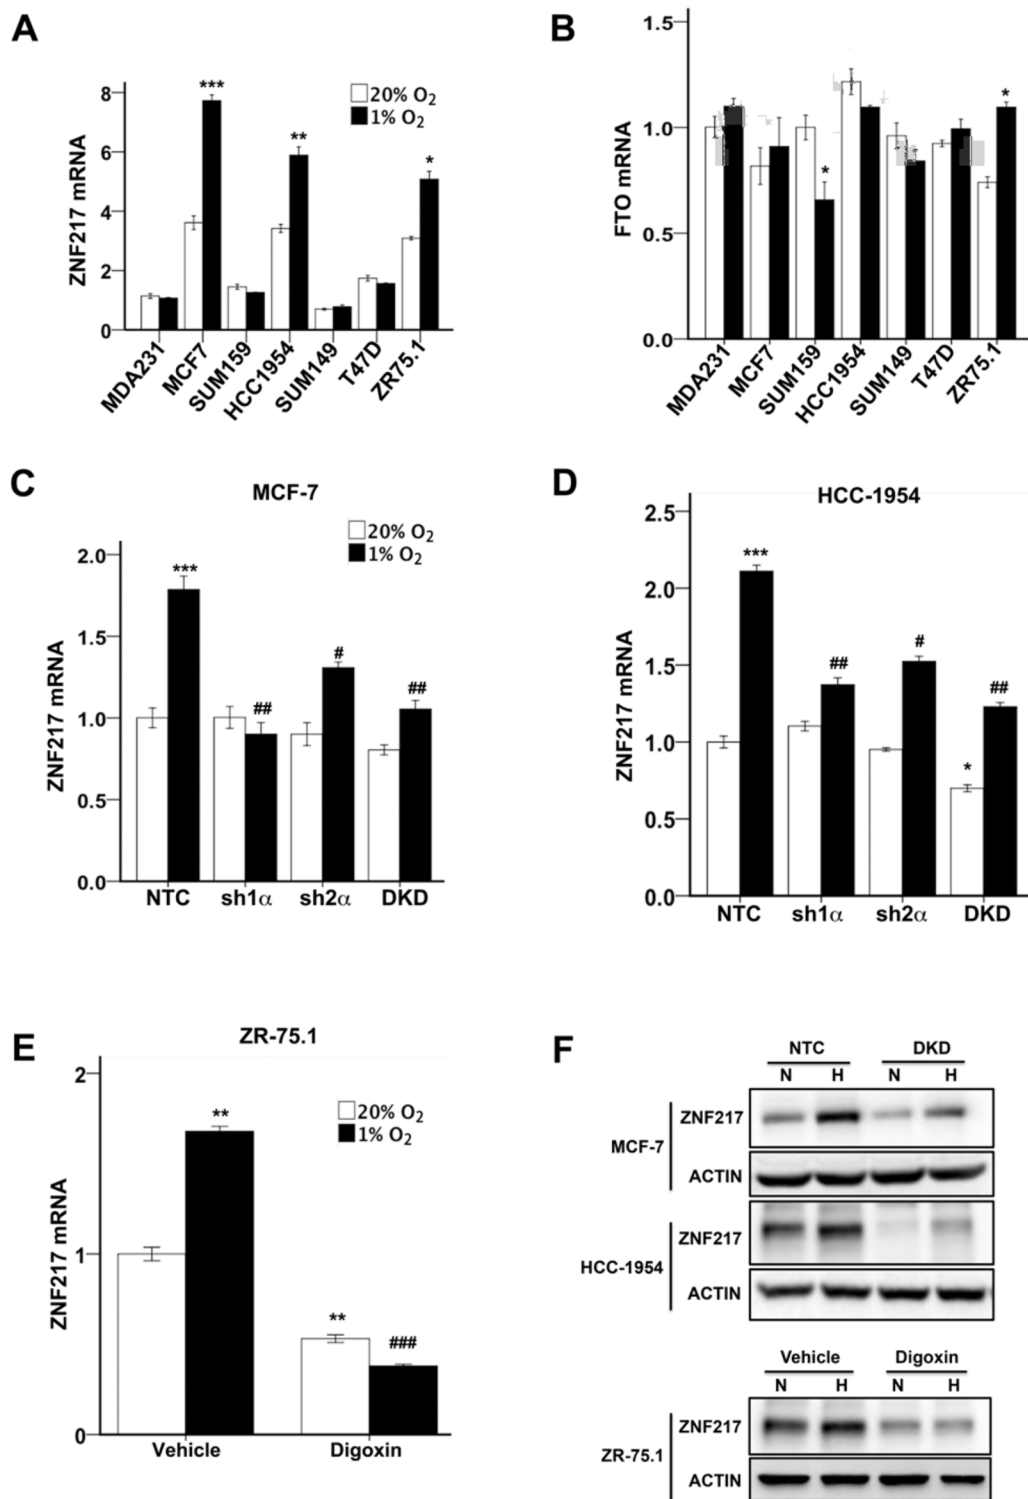 A
ZNF217 mRNA
8
6
4
2
0
***
**
*
20% O2
1% O2
MDA231
MCF7
SUM159
HCC1954
SUM149
T47D
ZR75.1
B
FTO mRNA
1.5
1.0
0.5
0.0
*
*
MDA231
MCF7
SUM159
HCC1954
SUM149
T47D
ZR75.1
C
MCF-7
20% O2
1% O2
ZNF217 mRNA
2.0
1.5
1.0
0.5
0.0
***
##
#
##
NTC
sh1α
sh2α
DKD
D
HCC-1954
ZNF217 mRNA
2.5
2.0
1.5
1.0
0.5
0.0
***
##
#
*
##
NTC
sh1α
sh2α
DKD
E
ZR-75.1
20% O2
1% O2
ZNF217 mRNA
2
1
0
**
**
###
Vehicle
Digoxin
F
NTC DKD
N H N H
MCF-7
ZNF217
ACTIN
HCC-1954
ZNF217
ACTIN
Vehicle Digoxin
N H N H
ZR-75.1
ZNF217
ACTIN